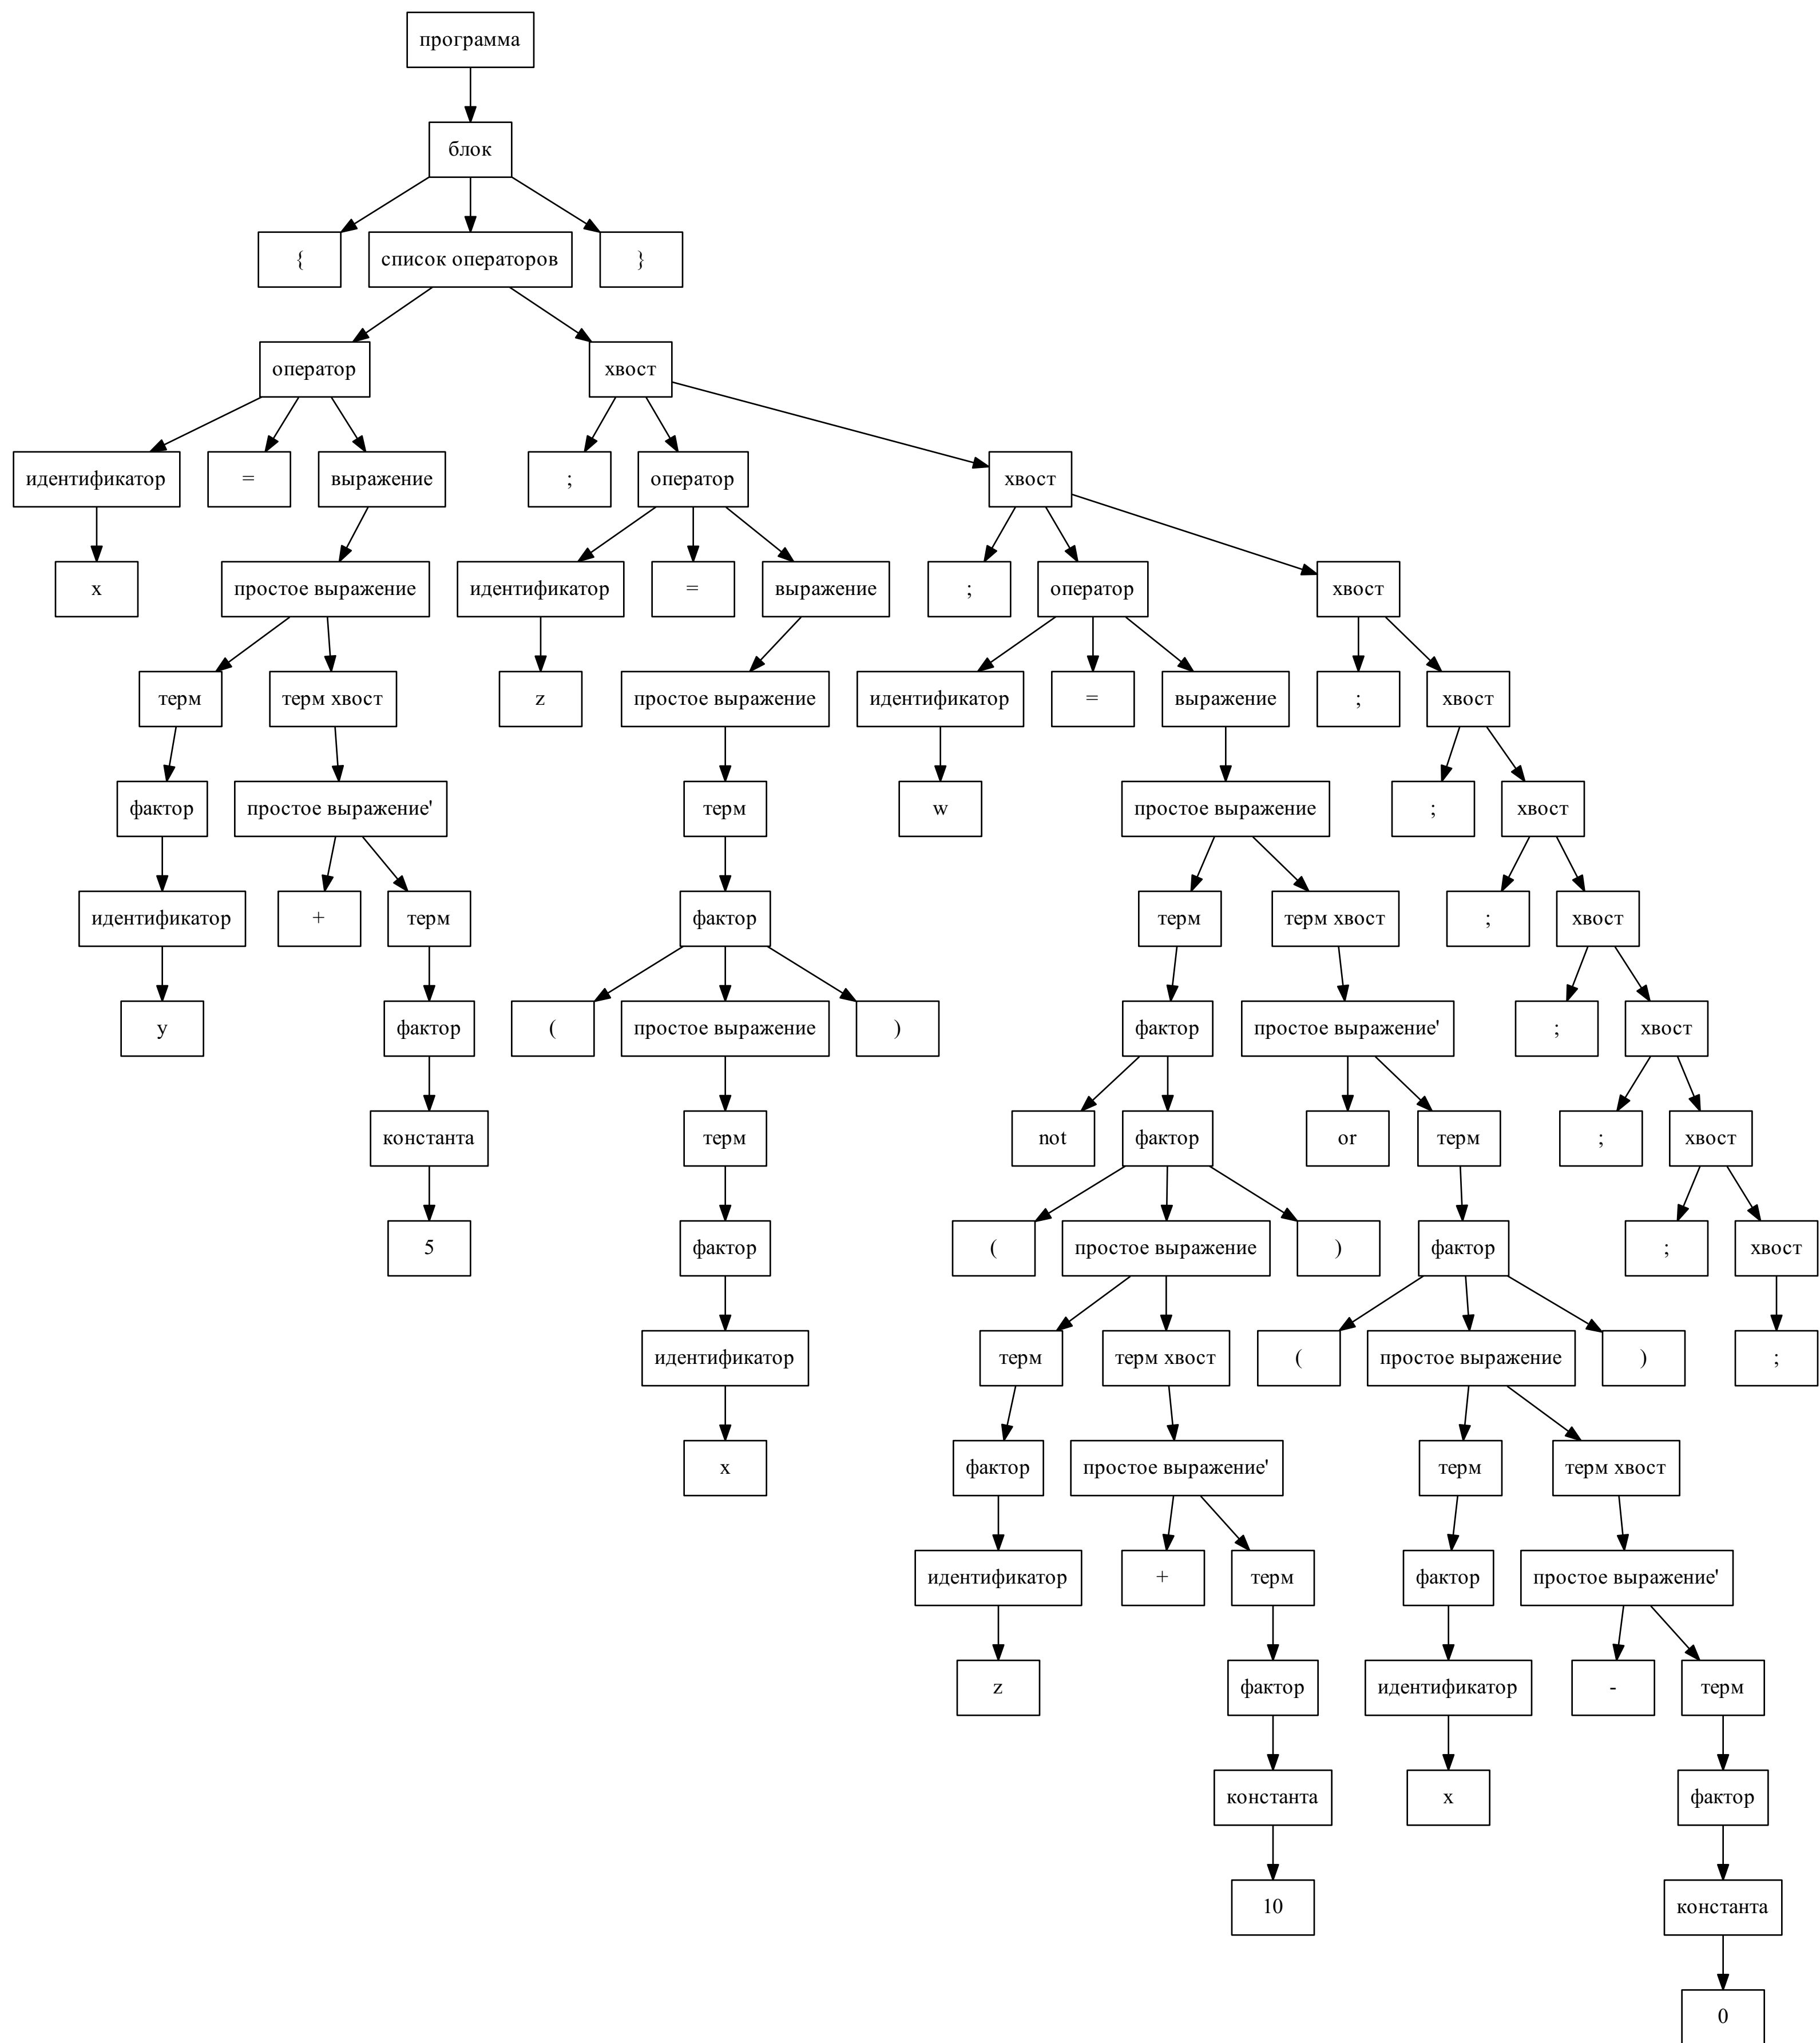 программа
блок
{
список операторов
}
оператор
хвост
идентификатор
=
выражение
;
оператор
хвост
x
простое выражение
идентификатор
=
выражение
;
оператор
хвост
терм
терм хвост
z
простое выражение
идентификатор
=
выражение
;
хвост
фактор
простое выражение'
терм
w
простое выражение
;
хвост
идентификатор
+
терм
фактор
терм
терм хвост
;
хвост
y
фактор
(
простое выражение
)
фактор
простое выражение'
;
хвост
константа
терм
not
фактор
or
терм
;
хвост
5
фактор
(
простое выражение
)
фактор
;
хвост
идентификатор
терм
терм хвост
(
простое выражение
)
;
x
фактор
простое выражение'
терм
терм хвост
идентификатор
+
терм
фактор
простое выражение'
z
фактор
идентификатор
-
терм
константа
x
фактор
10
константа
0